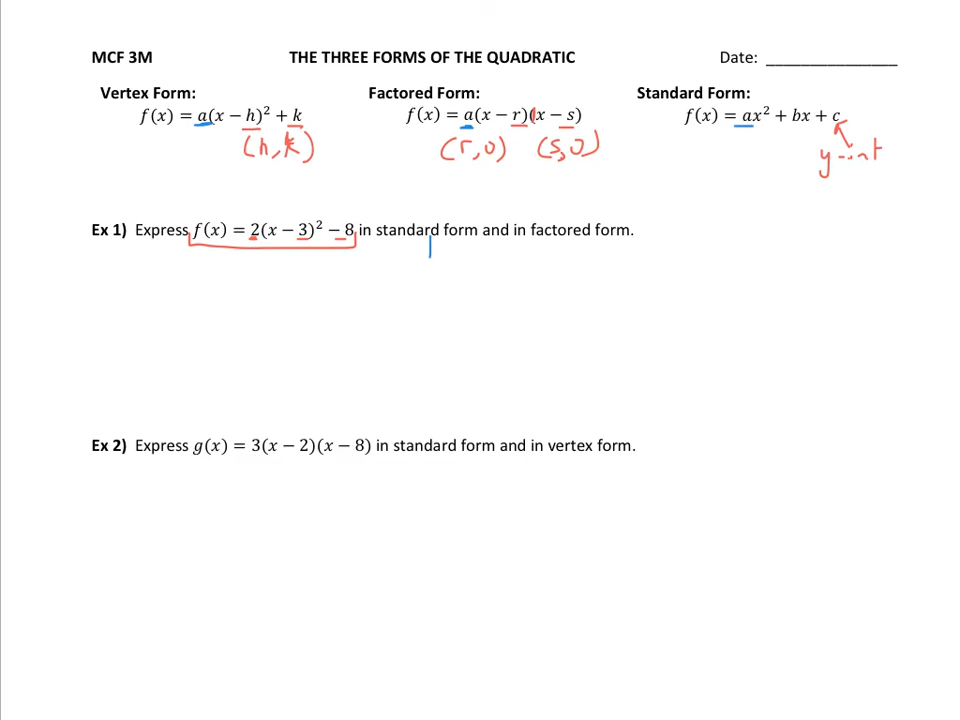 MCF 3M THE THREE FORMS OF THE QUADRATIC Date: _______________
Vertex Form: Factored Form: Standard Form:
f(x) = a(x − h)² + k f(x) = a(x − r)(x − s) f(x) = ax² + bx + c
(h, k) (r, 0) (s, 0) y-int
Ex 1) Express f(x) = 2(x − 3)² − 8 in standard form and in factored form.
Ex 2) Express g(x) = 3(x − 2)(x − 8) in standard form and in vertex form.